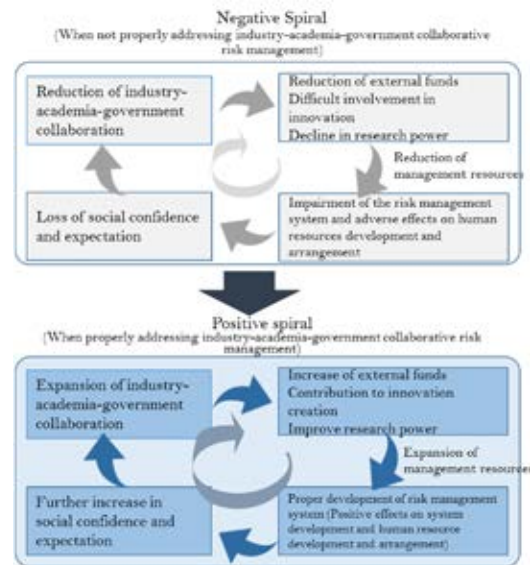 Negative Spiral
(When not properly addressing industry-academia-government collaborative
risk management)
Reduction of industry-
academia-government
collaboration
Reduction of external funds
Difficult involvement in
innovation
Decline in research power
Reduction of
management resources
Loss of social confidence
and expectation
Impairment of the risk management
system and adverse effects on human
resources development and
arrangement
Positive spiral
(When properly addressing industry-academia-government collaborative risk
management)
Expansion of industry-
academia-government
collaboration
Increase of external funds
Contribution to innovation
creation
Improve research power
Expansion of
management resources
Further increase in
social confidence and
expectation
Proper development of risk management
system (Positive effects on system
development and human resource
development and arrangement)